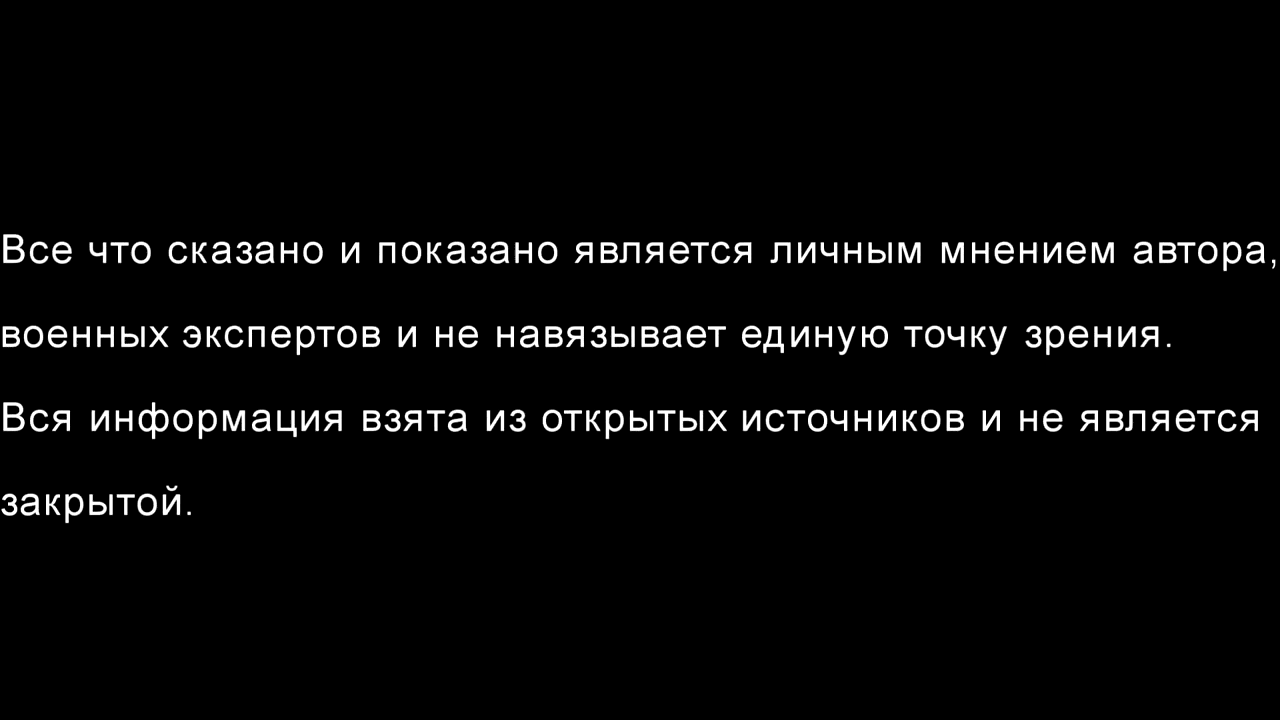 Все что сказано и показано является личным мнением автора,
военных экспертов и не навязывает единую точку зрения.
Вся информация взята из открытых источников и не является
закрытой.